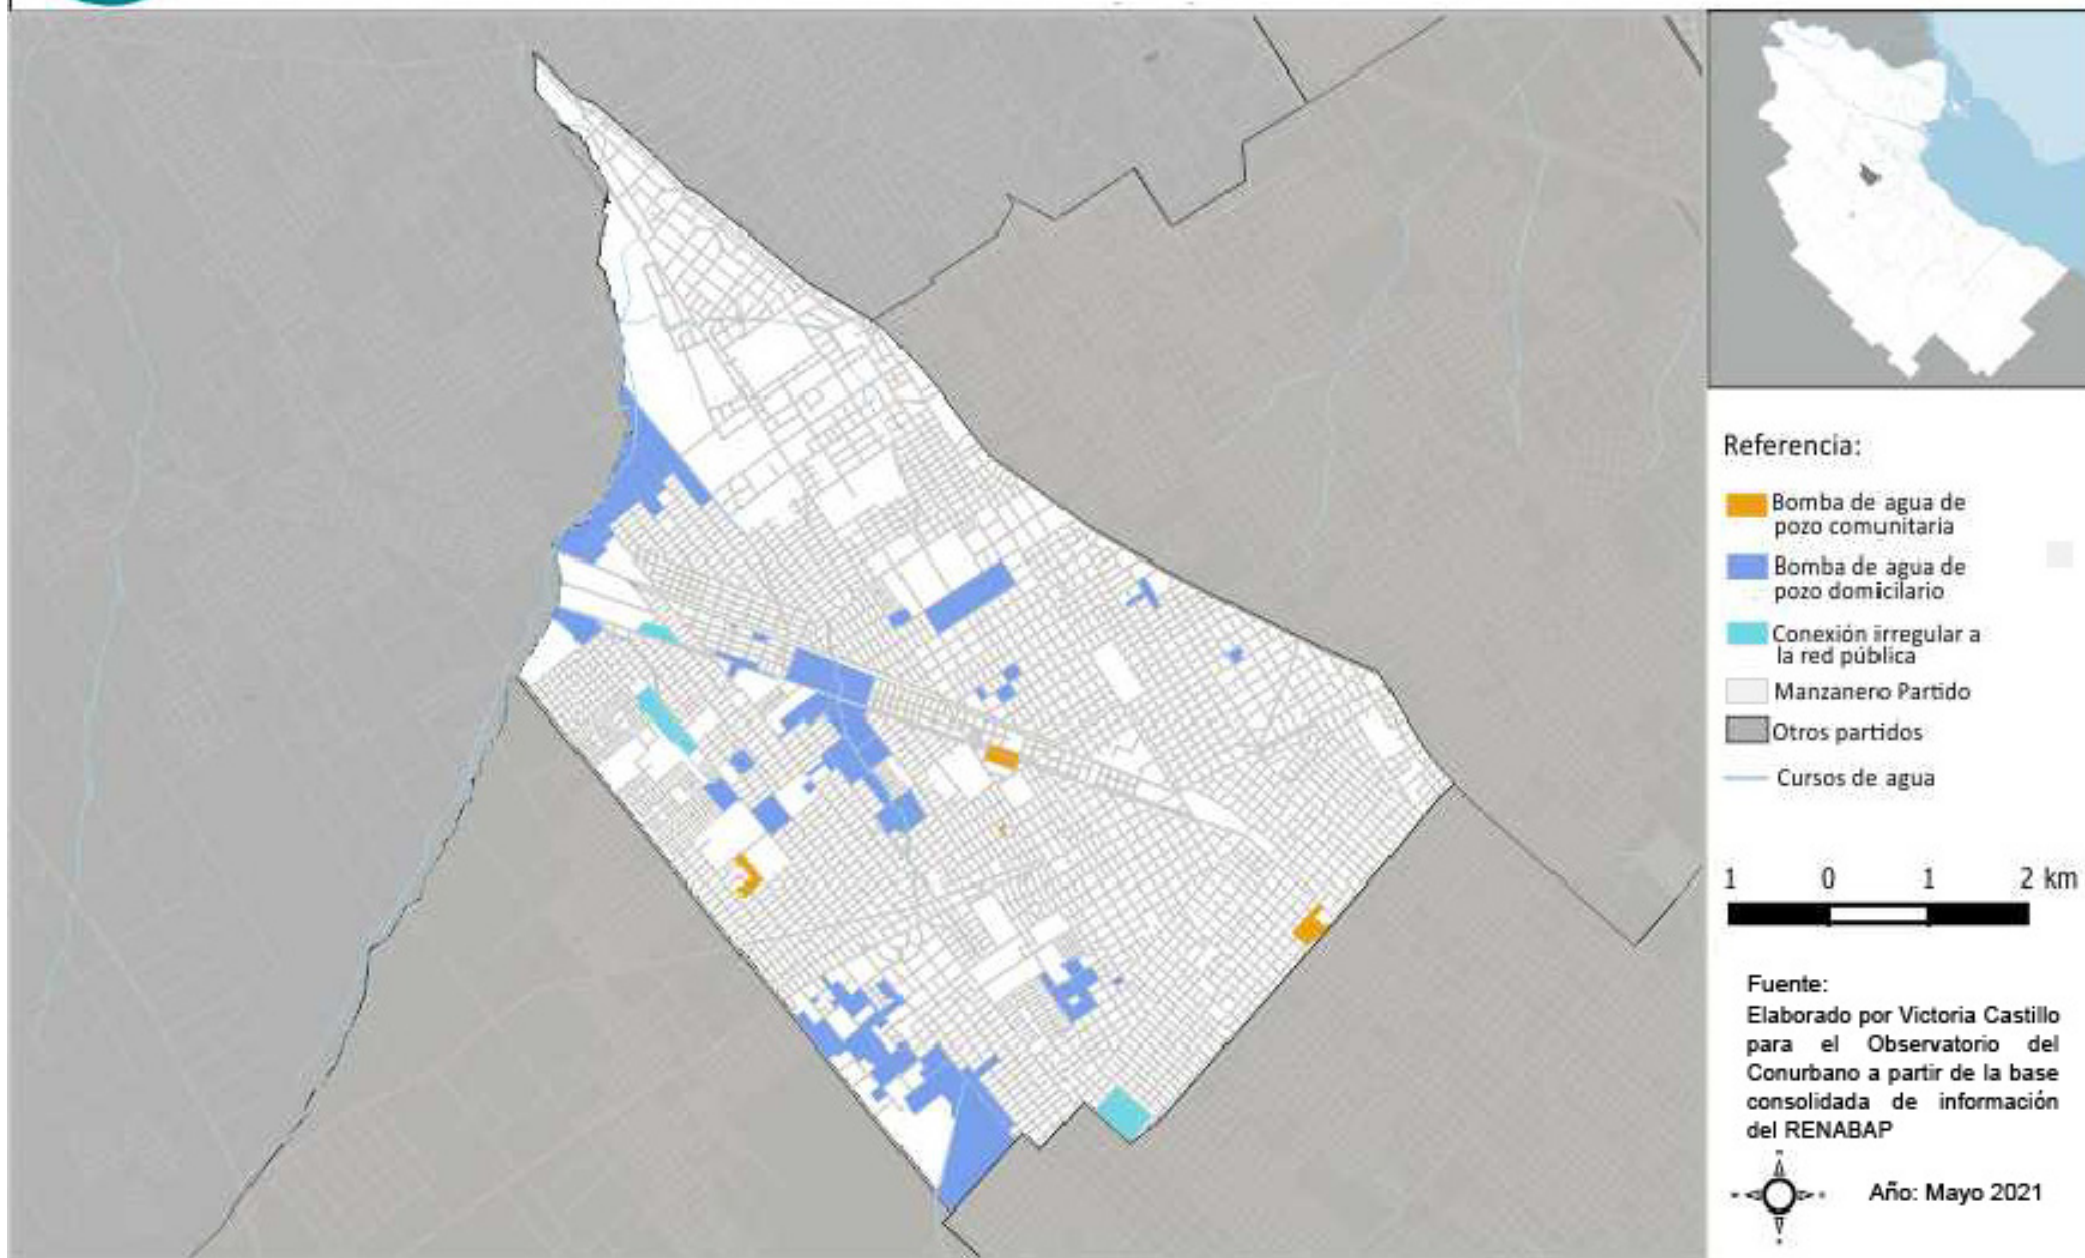 Referencia:
Bomba de agua de
pozo comunitaria
Bomba de agua de
pozo domicilario
Conexión irregular a
la red pública
Manzanero Partido
Otros partidos
Cursos de agua
1 0 1 2 km
Fuente:
Elaborado por Victoria Castillo
para el Observatorio del
Conurbano a partir de la base
consolidada de información
del RENABAP
Año: Mayo 2021